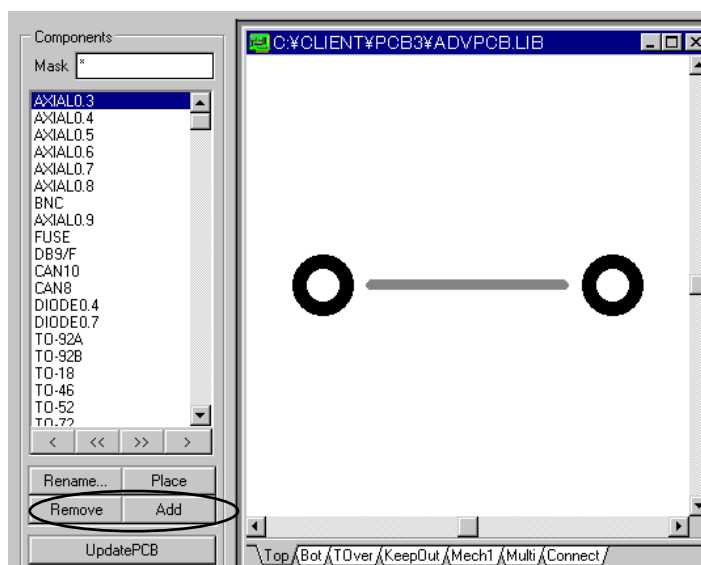 Components
Mask *
AXIAL0.3
AXIAL0.4
AXIAL0.5
AXIAL0.6
AXIAL0.7
AXIAL0.8
BNC
AXIAL0.9
FUSE
DB9/F
CAN10
CAN8
DIODE0.4
DIODE0.7
TO-92A
TO-92B
TO-18
TO-46
TO-52
TO-72
< << >> >
Rename... Place
Remove Add
UpdatePCB
C:¥CLIENT¥PCB3¥ADVPCB.LIB
Top Bot TOver KeepOut Mech1 Multi Connect